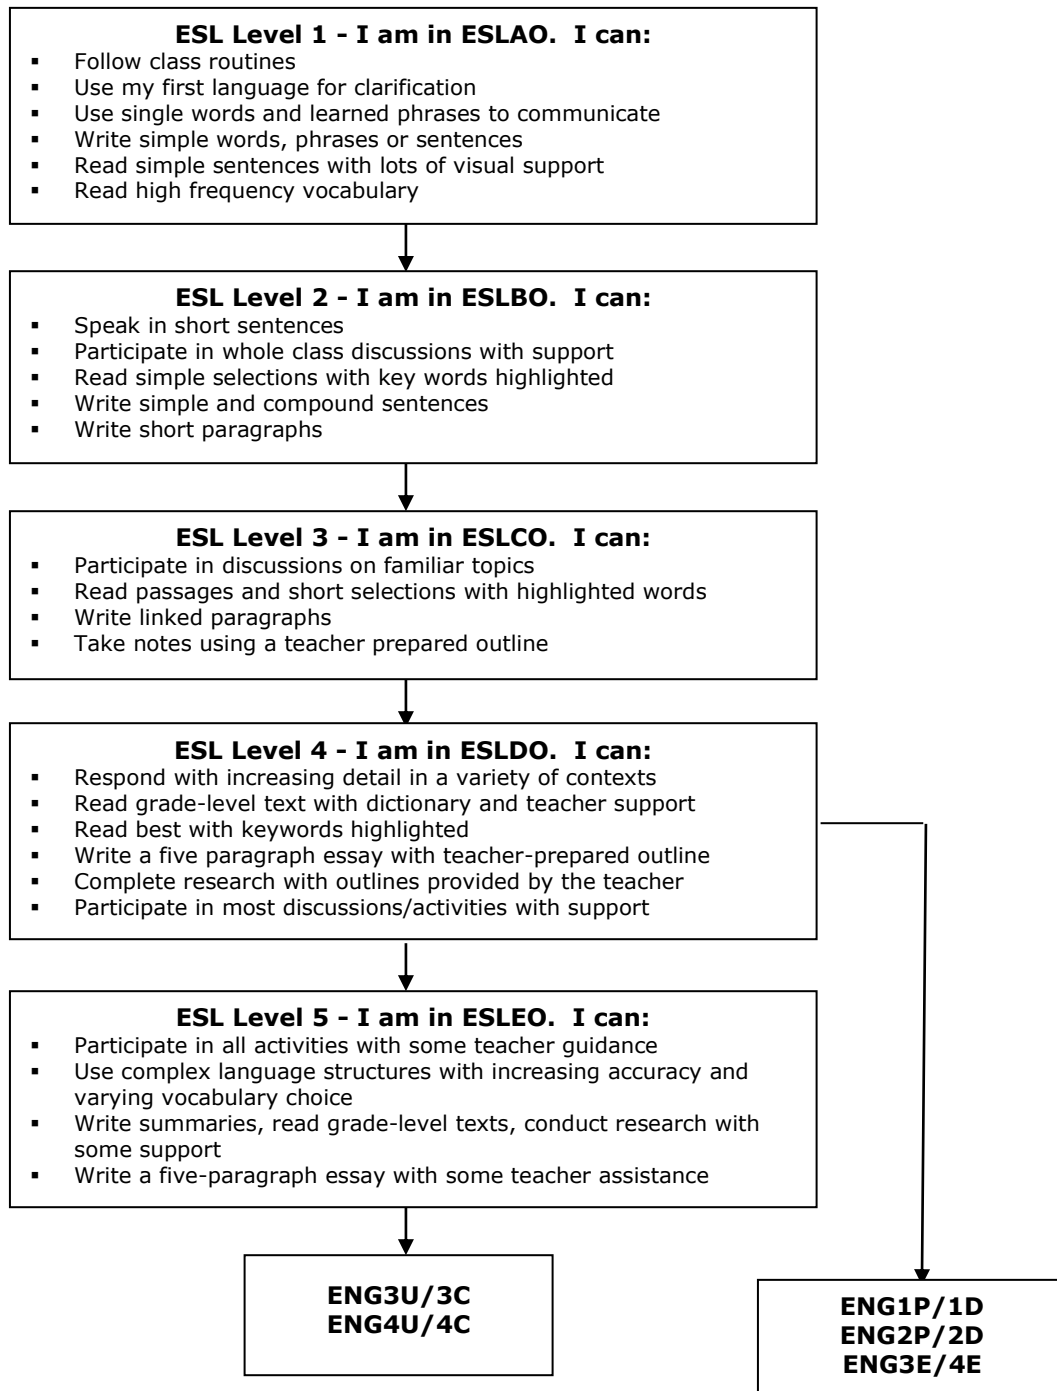 ESL Level 1 - I am in ESLAO.  I can:
▪ Follow class routines
▪ Use my first language for clarification
▪ Use single words and learned phrases to communicate
▪ Write simple words, phrases or sentences
▪ Read simple sentences with lots of visual support
▪ Read high frequency vocabulary
ESL Level 2 - I am in ESLBO.  I can:
▪ Speak in short sentences
▪ Participate in whole class discussions with support
▪ Read simple selections with key words highlighted
▪ Write simple and compound sentences
▪ Write short paragraphs
ESL Level 3 - I am in ESLCO.  I can:
▪ Participate in discussions on familiar topics
▪ Read passages and short selections with highlighted words
▪ Write linked paragraphs
▪ Take notes using a teacher prepared outline
ESL Level 4 - I am in ESLDO.  I can:
▪ Respond with increasing detail in a variety of contexts
▪ Read grade-level text with dictionary and teacher support
▪ Read best with keywords highlighted
▪ Write a five paragraph essay with teacher-prepared outline
▪ Complete research with outlines provided by the teacher
▪ Participate in most discussions/activities with support
ESL Level 5 - I am in ESLEO.  I can:
▪ Participate in all activities with some teacher guidance
▪ Use complex language structures with increasing accuracy and
varying vocabulary choice
▪ Write summaries, read grade-level texts, conduct research with
some support
▪ Write a five-paragraph essay with some teacher assistance
ENG3U/3C
ENG4U/4C
ENG1P/1D
ENG2P/2D
ENG3E/4E